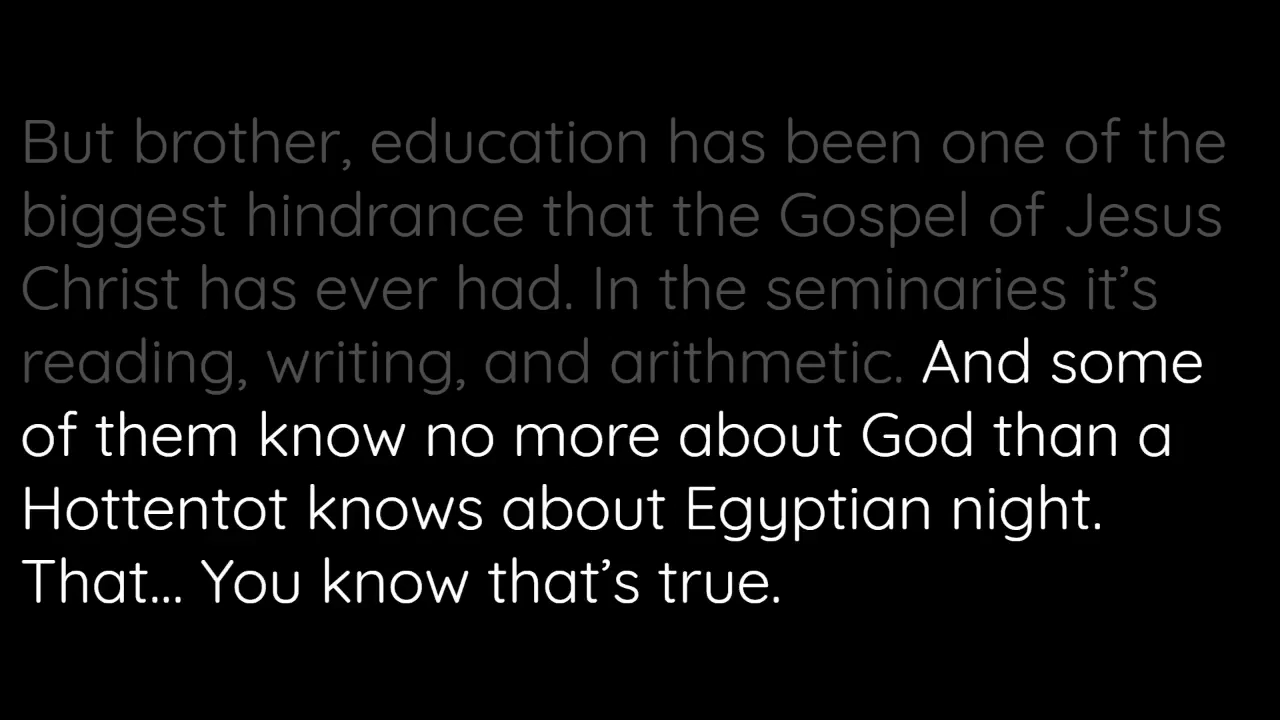 But brother, education has been one of the
biggest hindrance that the Gospel of Jesus
Christ has ever had. In the seminaries it’s
reading, writing, and arithmetic. And some
of them know no more about God than a
Hottentot knows about Egyptian night.
That... You know that’s true.